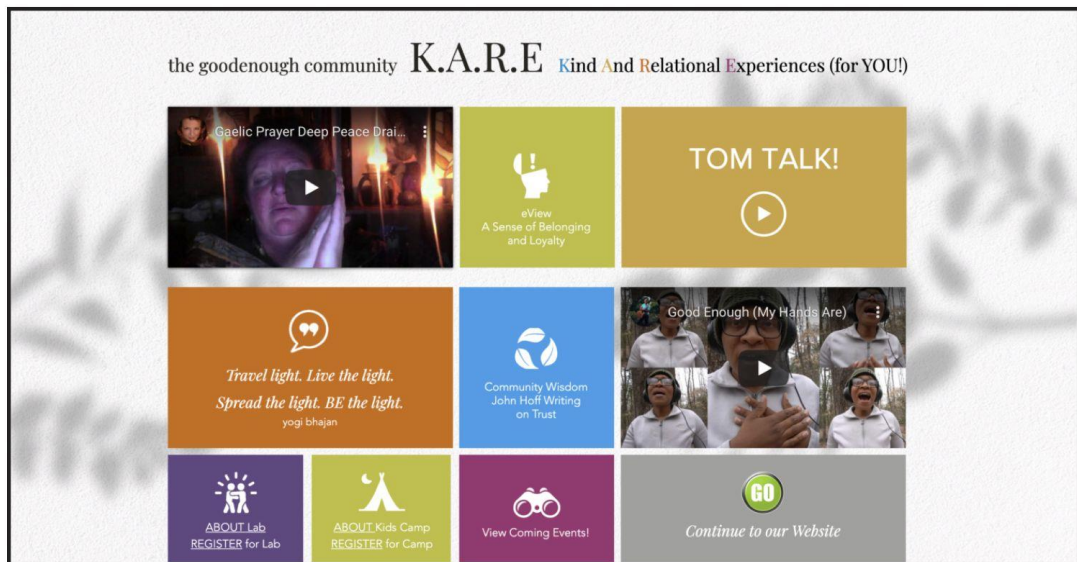 the goodenough community K.A.R.E Kind And Relational Experiences (for YOU!)
Gaelic Prayer Deep Peace Drai...
eView
A Sense of Belonging
and Loyalty
TOM TALK!
Travel light. Live the light.
Spread the light. BE the light.
yogi bhajan
Community Wisdom
John Hoff Writing
on Trust
Good Enough (My Hands Are)
ABOUT Lab
REGISTER for Lab
ABOUT Kids Camp
REGISTER for Camp
View Coming Events!
GO
Continue to our Website